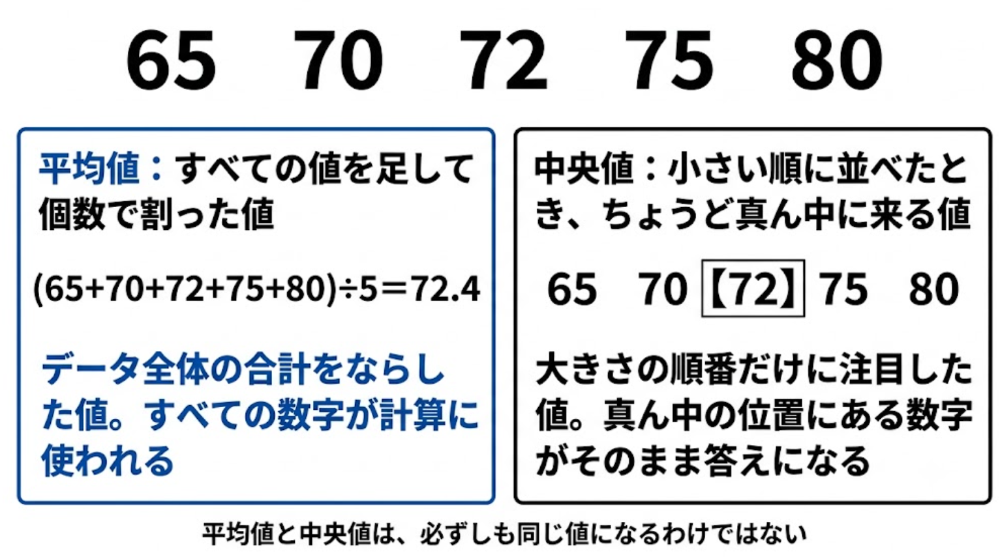 65 70 72 75 80
平均値：すべての値を足して
個数で割った値
(65+70+72+75+80)÷5＝72.4
データ全体の合計をならし
た値。すべての数字が計算に
使われる
中央値：小さい順に並べたと
き、ちょうど真ん中に来る値
65 70 【72】 75 80
大きさの順番だけに注目した
値。真ん中の位置にある数字
がそのまま答えになる
平均値と中央値は、必ずしも同じ値になるわけではない